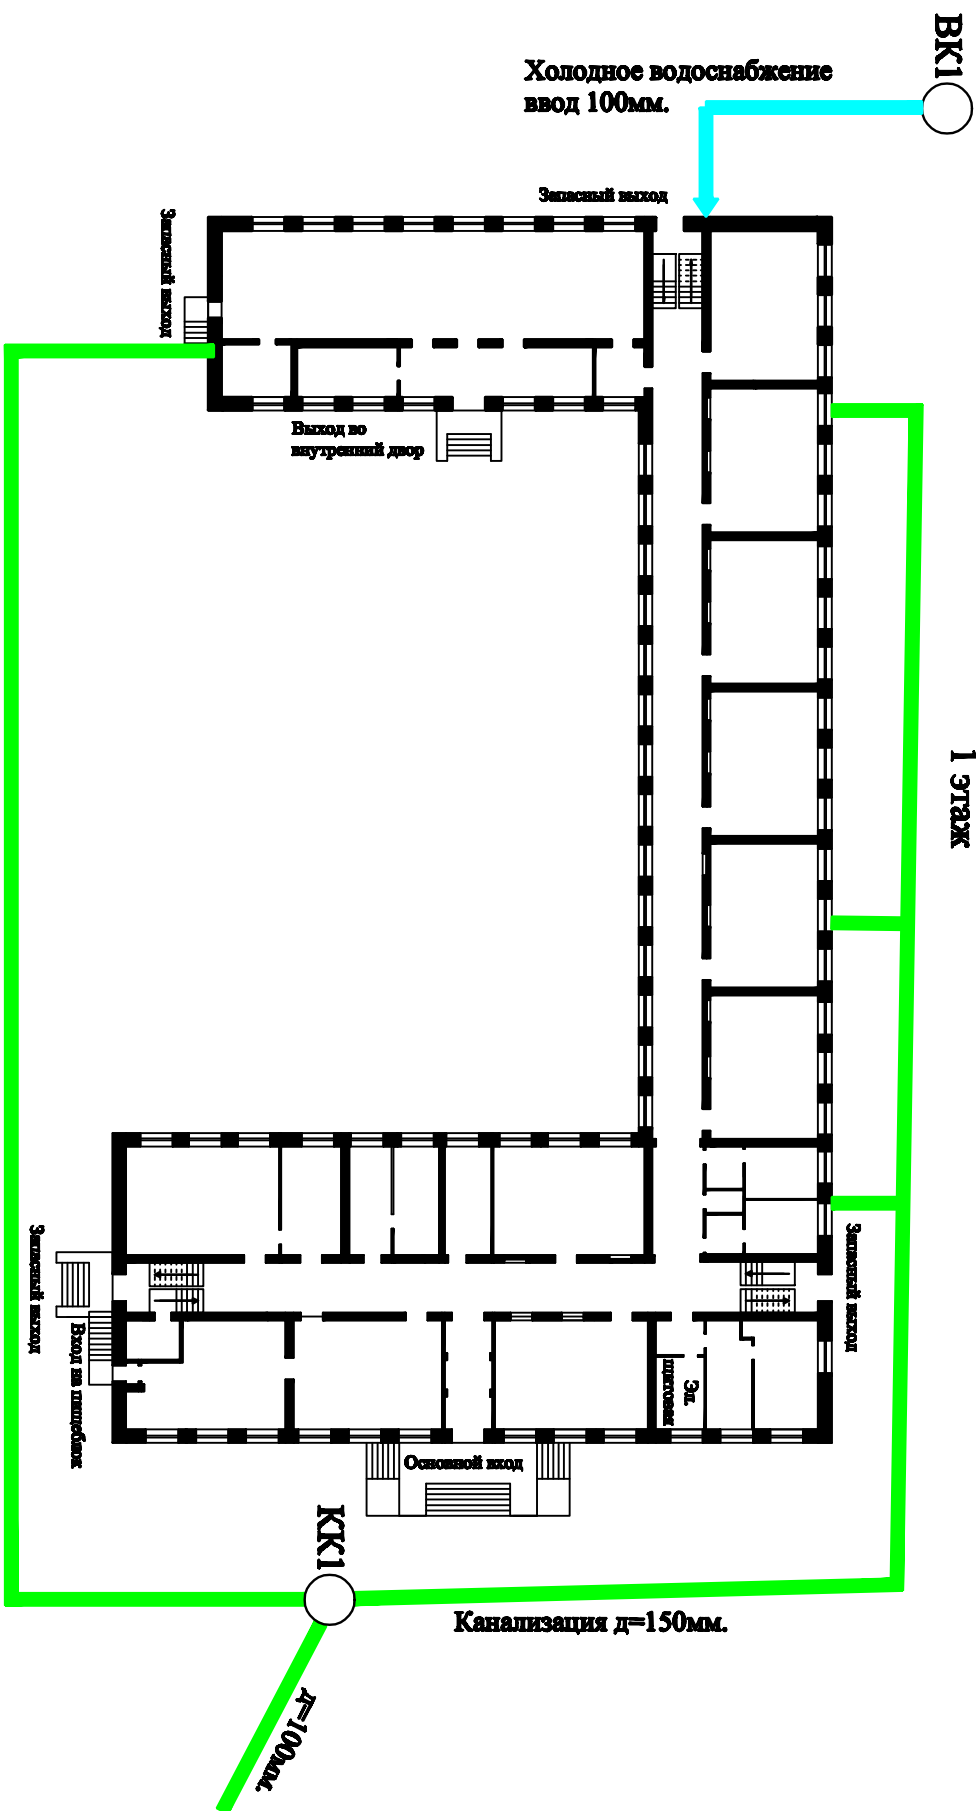 ВК1
Холодное водоснабжение
ввод 100мм.
Запасный выход
Запасный выход
Выход во
внутренний двор
1 этаж
Запасный выход
Запасный выход
Вход на пищеблок
Эл.
щитовая
Основной вход
КК1
Канализация д=150мм.
д=100мм.